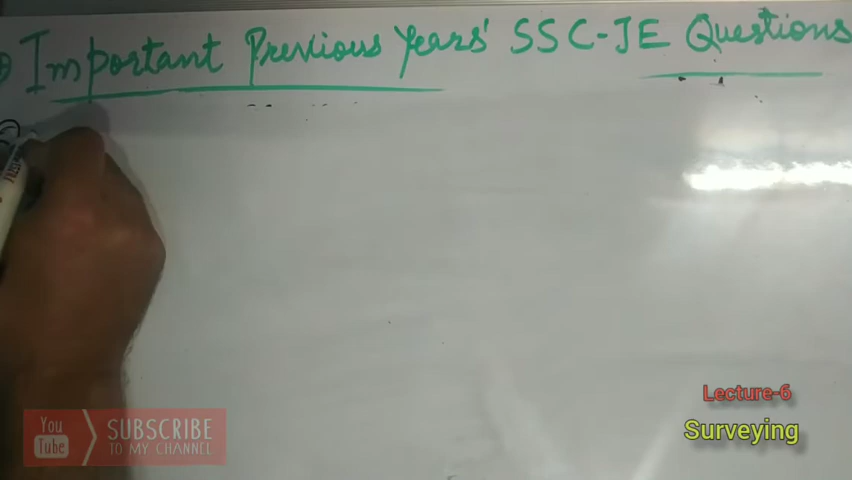 Important Previous Years' SSC-JE Questions
You
Tube
SUBSCRIBE
TO MY CHANNEL
Lecture-6
Surveying